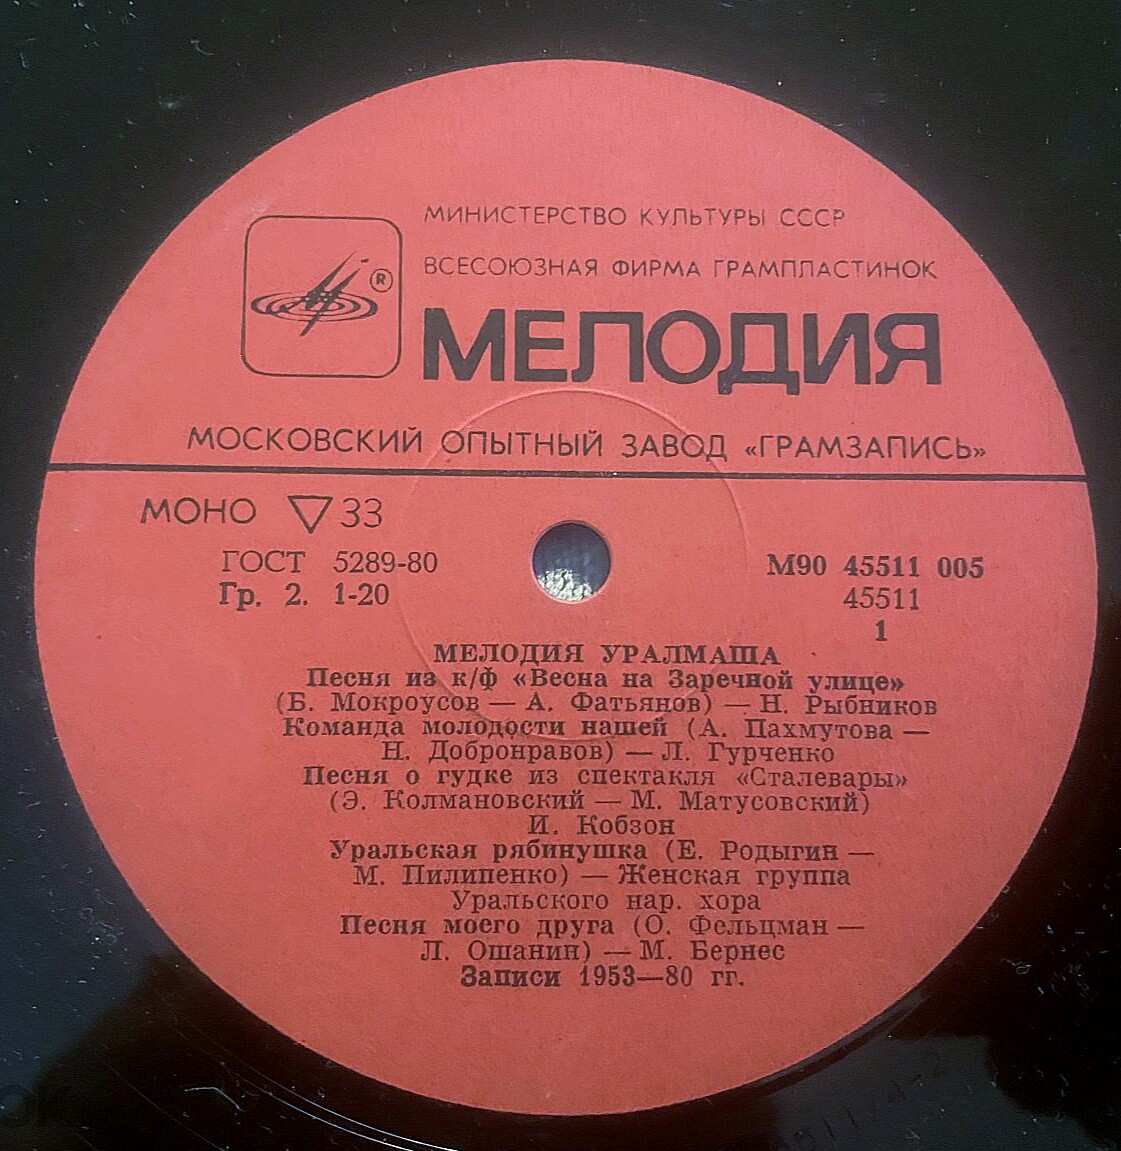 МИНИСТЕРСТВО КУЛЬТУРЫ СССР
ВСЕСОЮЗНАЯ ФИРМА ГРАМПЛАСТИНОК
®
МЕЛОДИЯ
МОСКОВСКИЙ ОПЫТНЫЙ ЗАВОД «ГРАМЗАПИСЬ»
МОНО ▽ 33
ГОСТ 5289-80
Гр. 2. 1-20
М90 45511 005
45511
1
МЕЛОДИЯ УРАЛМАША
Песня из к/ф «Весна на Заречной улице»
(Б. Мокроусов — А. Фатьянов) — Н. Рыбников
Команда молодости нашей (А. Пахмутова —
Н. Добронравов) — Л. Гурченко
Песня о гудке из спектакля «Сталевары»
(Э. Колмановский — М. Матусовский)
И. Кобзон
Уральская рябинушка (Е. Родыгин —
М. Пилипенко) — Женская группа
Уральского нар. хора
Песня моего друга (О. Фельцман —
Л. Ошанин) — М. Бернес
Записи 1953—80 гг.